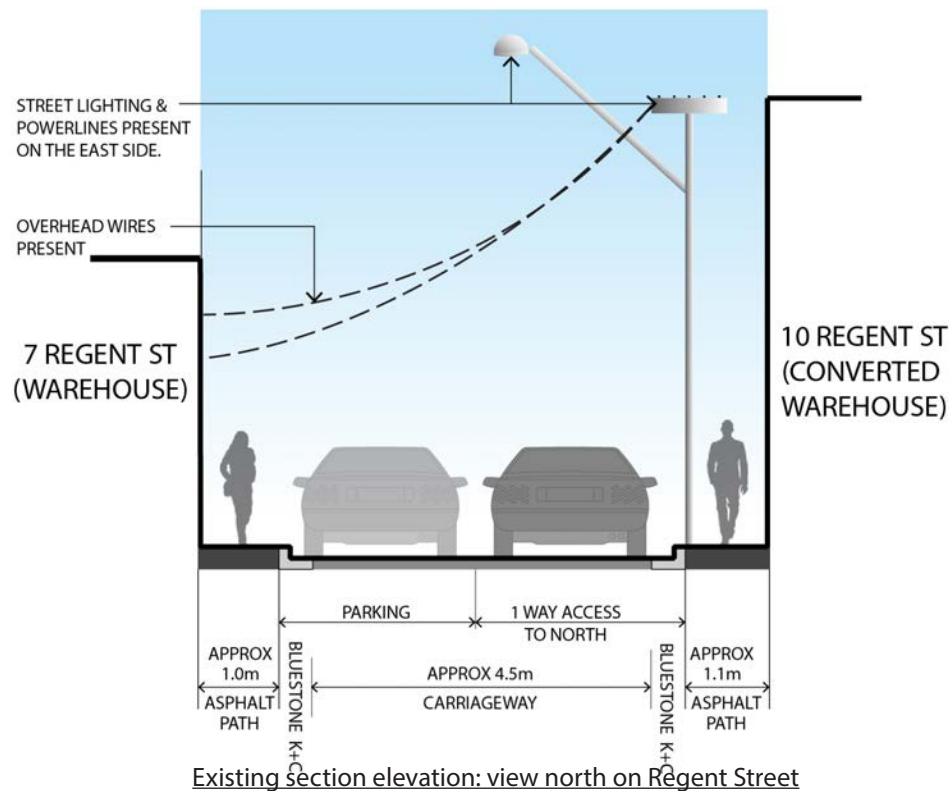 STREET LIGHTING &
POWERLINES PRESENT
ON THE EAST SIDE.
OVERHEAD WIRES
PRESENT
7 REGENT ST
(WAREHOUSE)
10 REGENT ST
(CONVERTED
WAREHOUSE)
PARKING
1 WAY ACCESS
TO NORTH
APPROX
1.0m
ASPHALT
PATH
BLUESTONE K+C
APPROX 4.5m
CARRIAGEWAY
BLUESTONE K+C
APPROX
1.1m
ASPHALT
PATH
Existing section elevation: view north on Regent Street